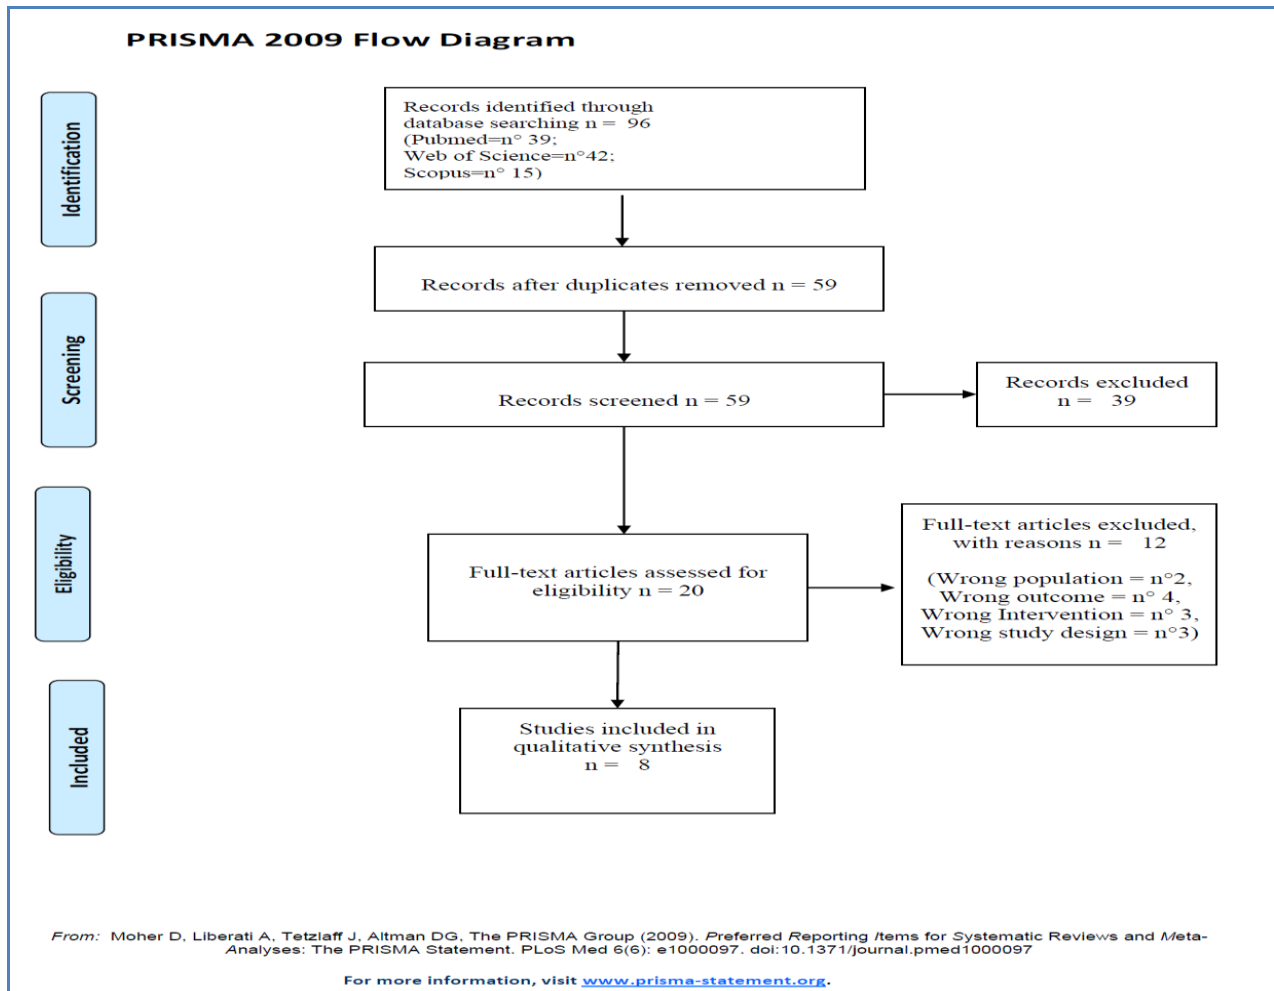 PRISMA 2009 Flow Diagram
Identification
Records identified through
database searching n =  96
(Pubmed=n° 39;
Web of Science=n°42;
Scopus=n° 15)
Records after duplicates removed n = 59
Screening
Records screened n = 59
Records excluded
n =   39
Eligibility
Full-text articles assessed for
eligibility n = 20
Full-text articles excluded,
with reasons n =   12
(Wrong population = n°2,
Wrong outcome = n° 4,
Wrong Intervention = n° 3,
Wrong study design = n°3)
Included
Studies included in
qualitative synthesis
n =   8
From:  Moher D, Liberati A, Tetzlaff J, Altman DG, The PRISMA Group (2009). Preferred Reporting Items for Systematic Reviews and Meta-
Analyses: The PRISMA Statement. PLoS Med 6(6): e1000097. doi:10.1371/journal.pmed1000097
For more information, visit www.prisma-statement.org.